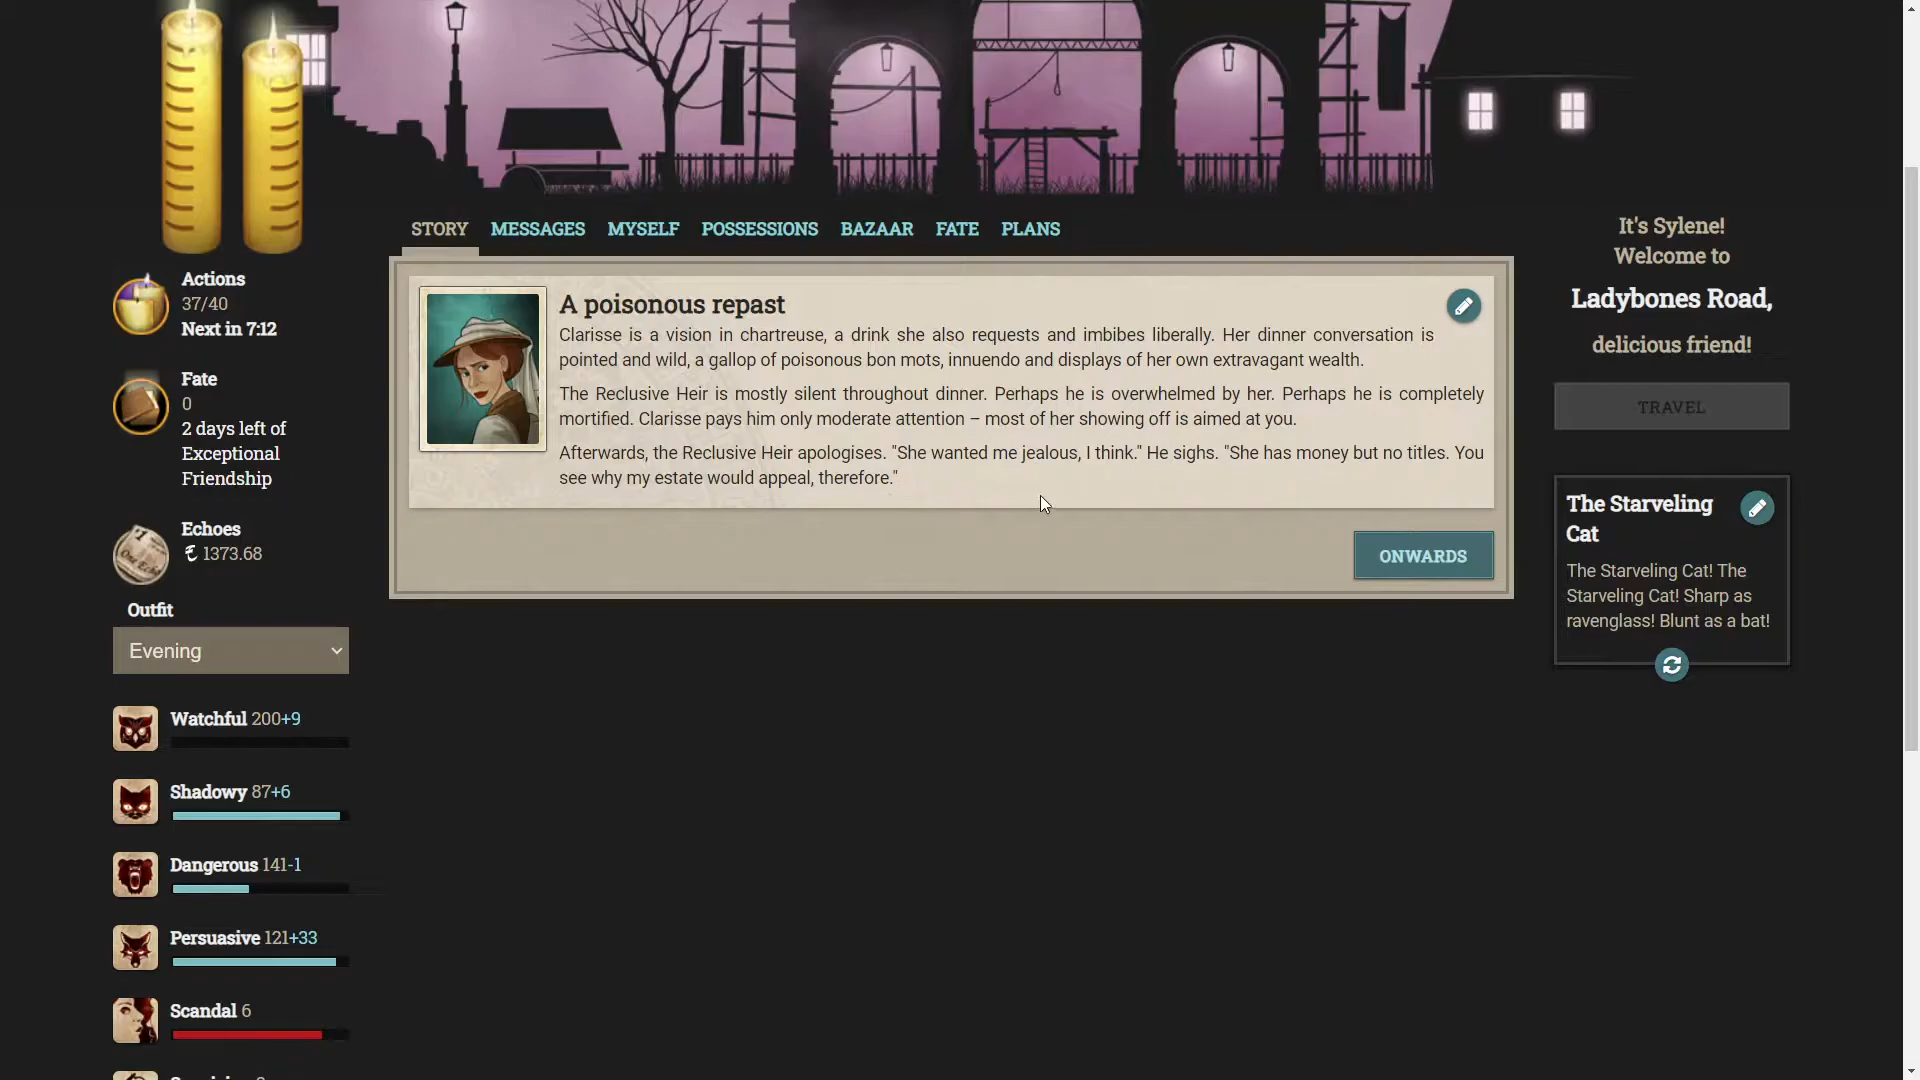 STORY MESSAGES MYSELF POSSESSIONS BAZAAR FATE PLANS
Actions
37/40
Next in 7:12
Fate
0
2 days left of
Exceptional
Friendship
Echoes
1373.68
Outfit
Evening
Watchful 200+9
Shadowy 87+6
Dangerous 141-1
Persuasive 121+33
Scandal 6
A poisonous repast
Clarisse is a vision in chartreuse, a drink she also requests and imbibes liberally. Her dinner conversation is
pointed and wild, a gallop of poisonous bon mots, innuendo and displays of her own extravagant wealth.
The Reclusive Heir is mostly silent throughout dinner. Perhaps he is overwhelmed by her. Perhaps he is completely
mortified. Clarisse pays him only moderate attention – most of her showing off is aimed at you.
Afterwards, the Reclusive Heir apologises. "She wanted me jealous, I think." He sighs. "She has money but no titles. You
see why my estate would appeal, therefore."
ONWARDS
It's Sylene!
Welcome to
Ladybones Road,
delicious friend!
TRAVEL
The Starveling
Cat
The Starveling Cat! The
Starveling Cat! Sharp as
ravenglass! Blunt as a bat!